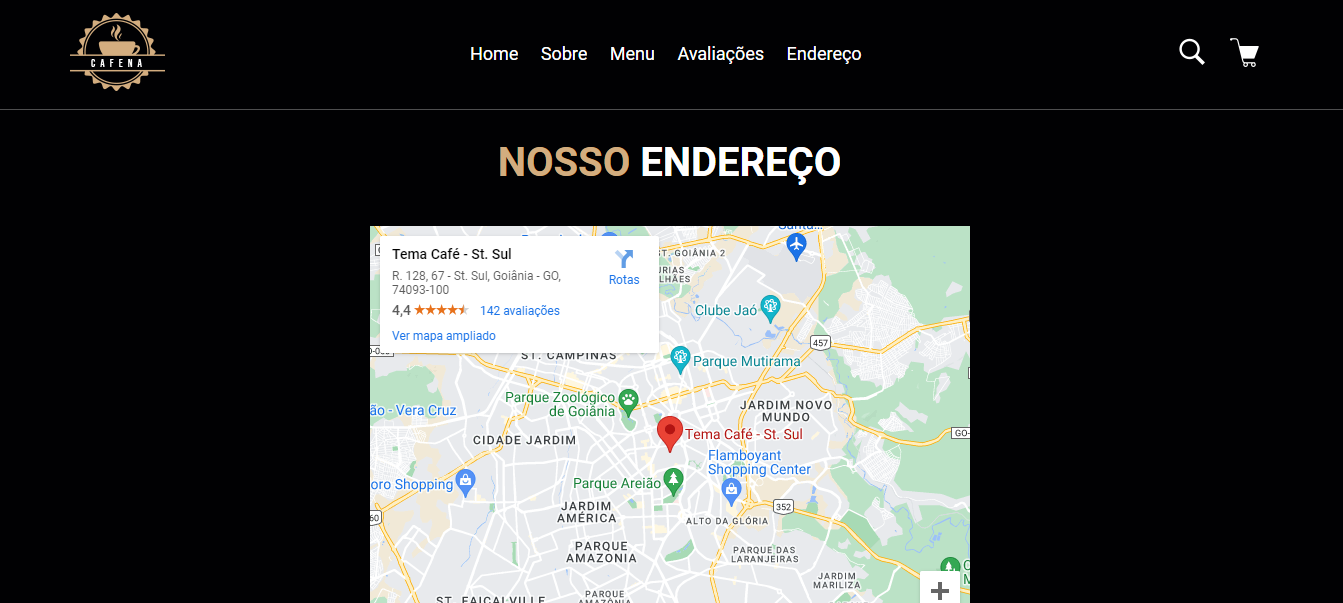 CAFENA
Home Sobre Menu Avaliações Endereço
NOSSO ENDEREÇO
Tema Café - St. Sul
R. 128, 67 - St. Sul, Goiânia - GO,
74093-100
Rotas
4,4 142 avaliações
Ver mapa ampliado
ST. GOIÂNIA 2
Clube Jaó
457
ST. CAMPINAS
Parque Mutirama
Parque Zoológico
de Goiânia
JARDIM NOVO
MUNDO
ão - Vera Cruz
CIDADE JARDIM
Tema Café - St. Sul
GO-
Flamboyant
Shopping Center
oro Shopping
Parque Areião
352
JARDIM
AMÉRICA
60
ALTO DA GLÓRIA
PARQUE
AMAZONIA
PARQUE DAS
LARANJEIRAS
JARDIM
MARILIZA
PARQUE
AMAZÔNIA
ST. FAICALVILLE
+